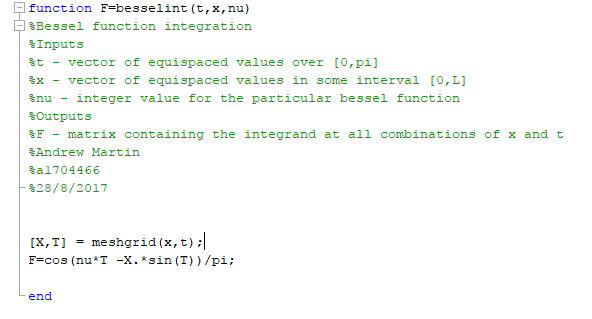 function F=besselint(t,x,nu)
%Bessel function integration
%Inputs
%t - vector of equispaced values over [0,pi]
%x - vector of equispaced values in some interval [0,L]
%nu - integer value for the particular bessel function
%Outputs
%F - matrix containing the integrand at all combinations of x and t
%Andrew Martin
%a1704466
%28/8/2017
[X,T] = meshgrid(x,t);
F=cos(nu*T -X.*sin(T))/pi;
end